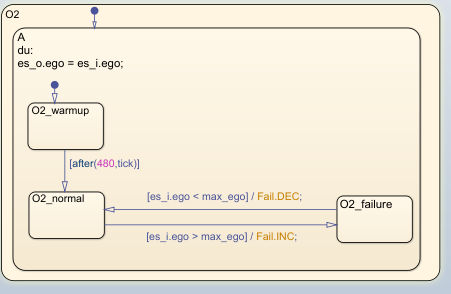 O2
A
du:
es_o.ego = es_i.ego;
O2_warmup
[after(480,tick)]
O2_normal
[es_i.ego < max_ego] / Fail.DEC;
O2_failure
[es_i.ego > max_ego] / Fail.INC;